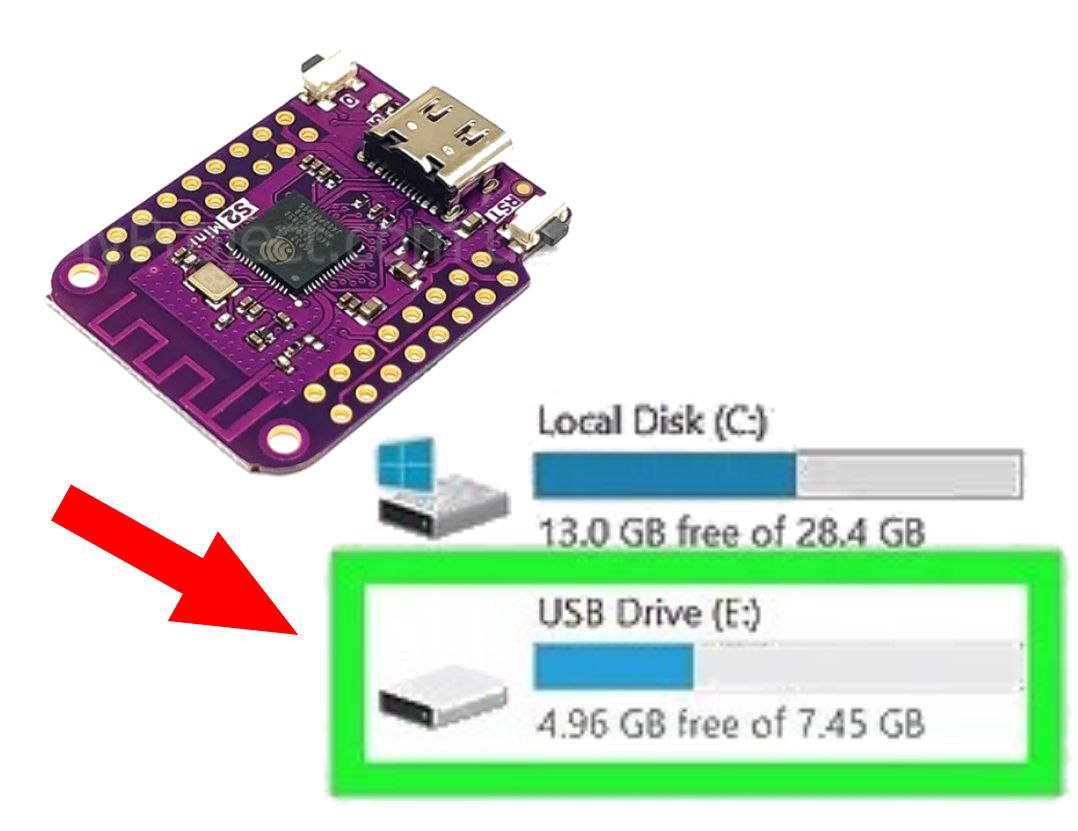 0
S2
Mini
RST
Local Disk (C:)
13.0 GB free of 28.4 GB
USB Drive (E:)
4.96 GB free of 7.45 GB